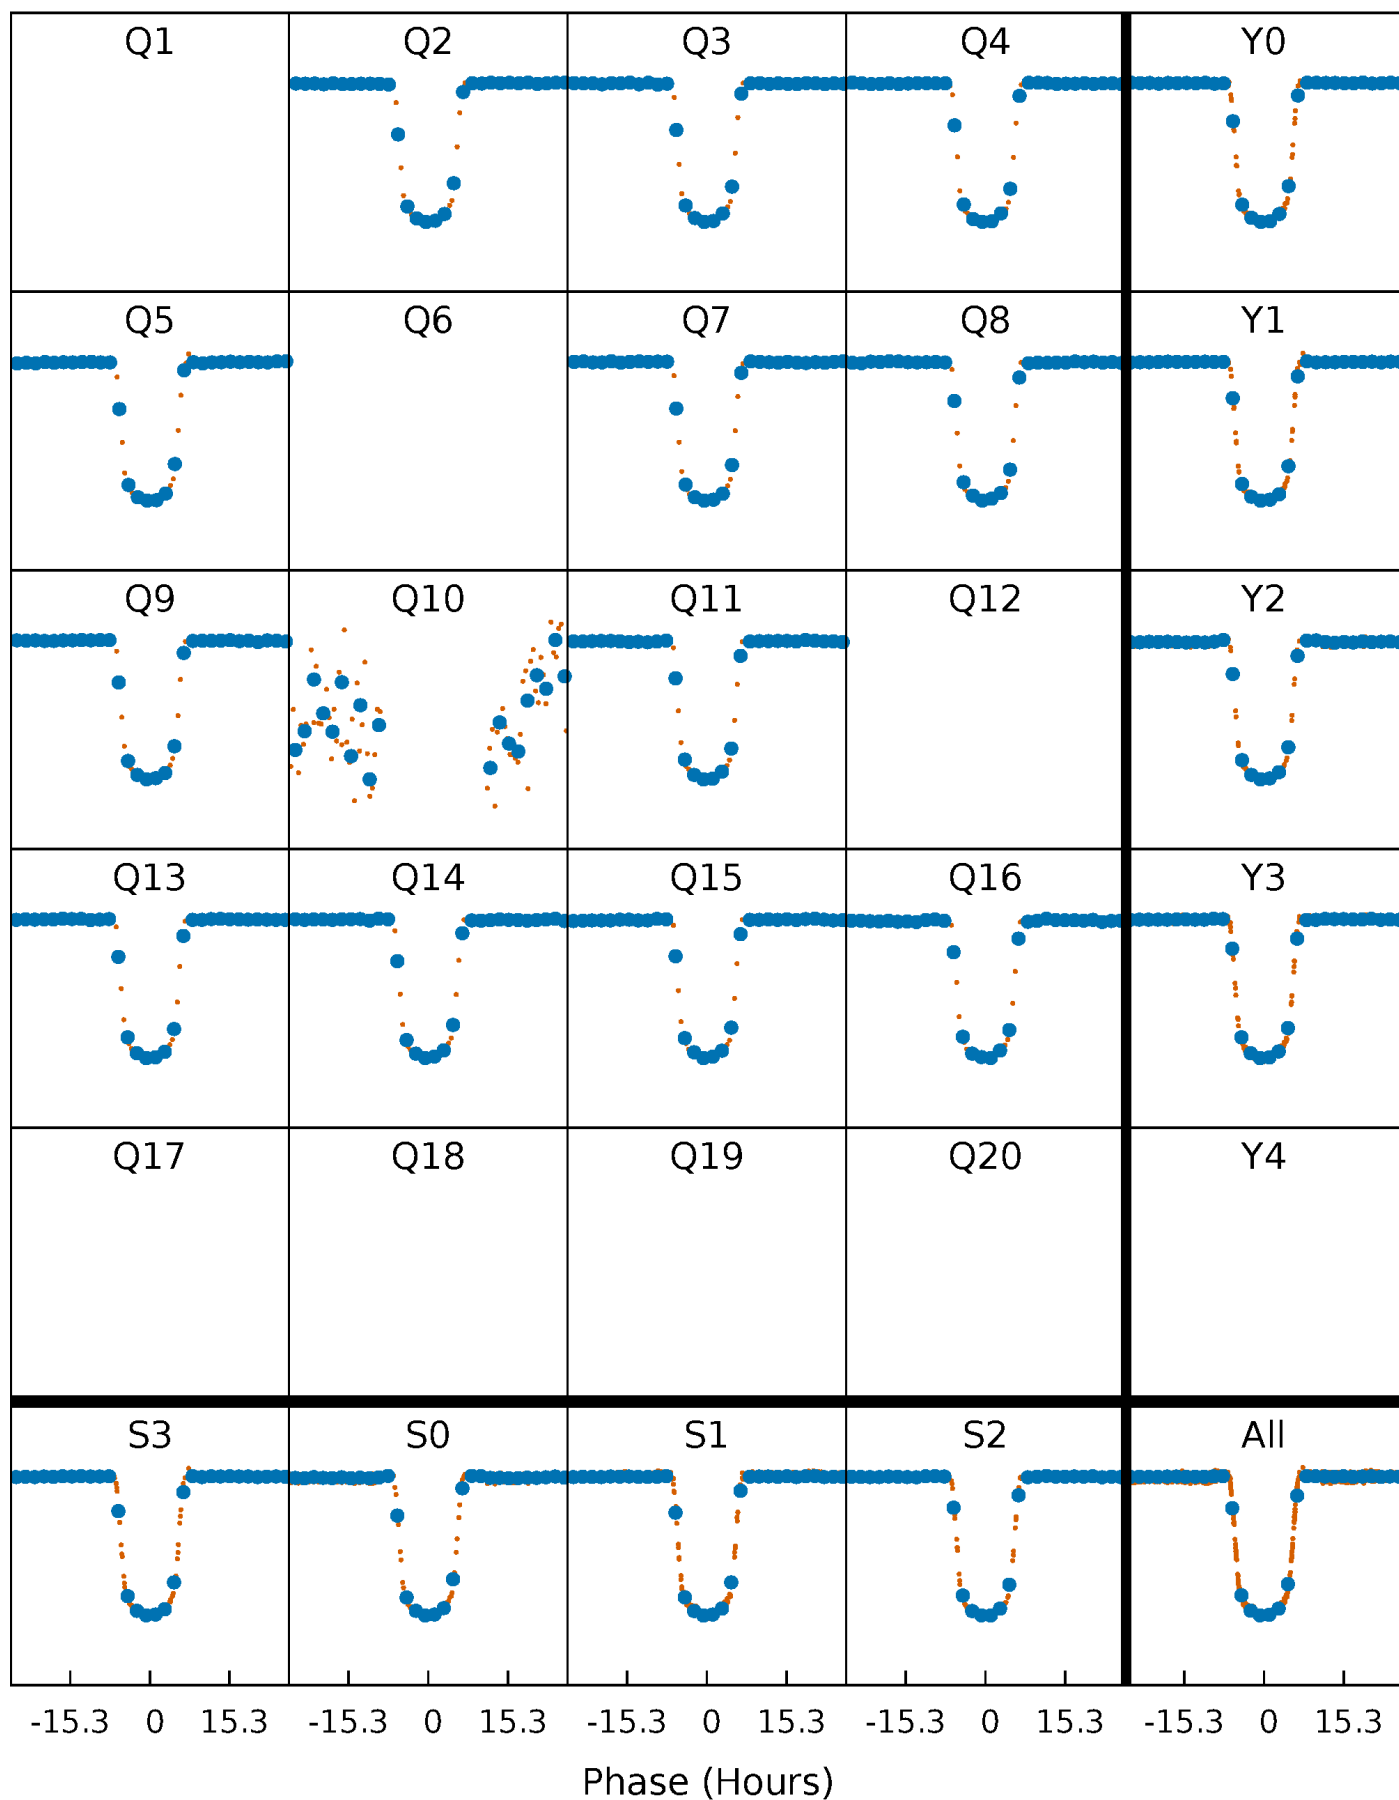 Q1 Q2 Q3 Q4 Y0
Q5 Q6 Q7 Q8 Y1
Q9 Q10 Q11 Q12 Y2
Q13 Q14 Q15 Q16 Y3
Q17 Q18 Q19 Q20 Y4
S3 S0 S1 S2 All
-15.3 0 15.3 -15.3 0 15.3 -15.3 0 15.3 -15.3 0 15.3 -15.3 0 15.3
Phase (Hours)